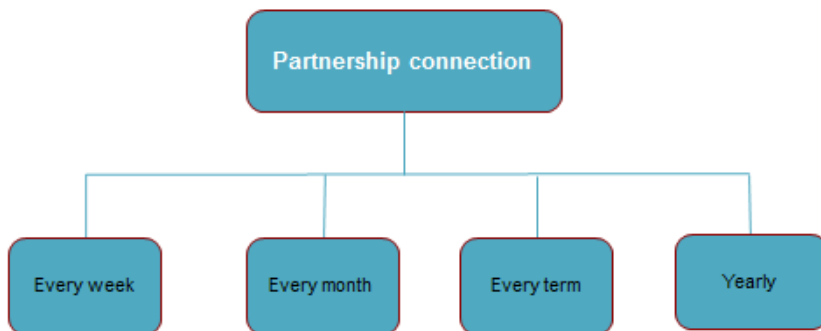 Partnership connection
Every week
Every month
Every term
Yearly